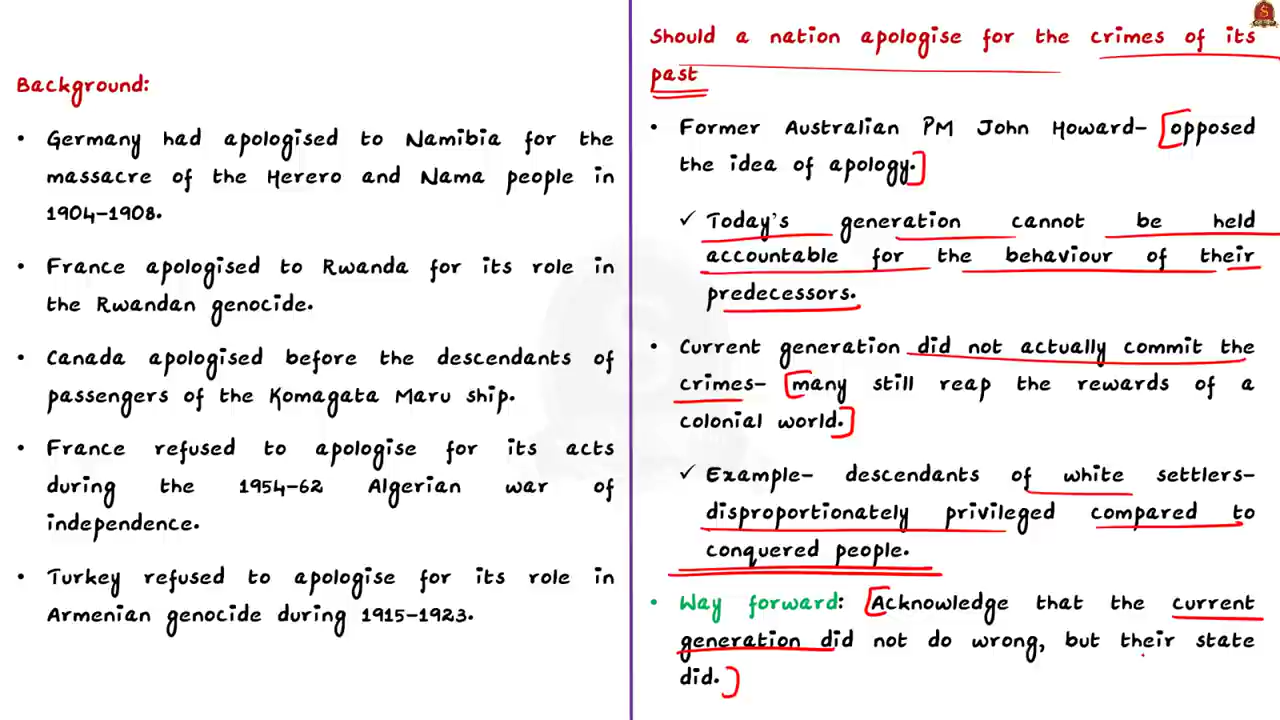 Background:
• Germany had apologised to Namibia for the
massacre of the Herero and Nama people in
1904-1908.
• France apologised to Rwanda for its role in
the Rwandan genocide.
• Canada apologised before the descendants of
passengers of the Komagata Maru ship.
• France refused to apologise for its acts
during the 1954-62 Algerian war of
independence.
• Turkey refused to apologise for its role in
Armenian genocide during 1915-1923.
Should a nation apologise for the crimes of its
past
• Former Australian PM John Howard- [opposed
the idea of apology.]
✓ Today's generation cannot be held
accountable for the behaviour of their
predecessors.
• Current generation did not actually commit the
crimes- [many still reap the rewards of a
colonial world.]
✓ Example- descendants of white settlers-
disproportionately privileged compared to
conquered people.
• Way forward: [Acknowledge that the current
generation did not do wrong, but their state
did.]